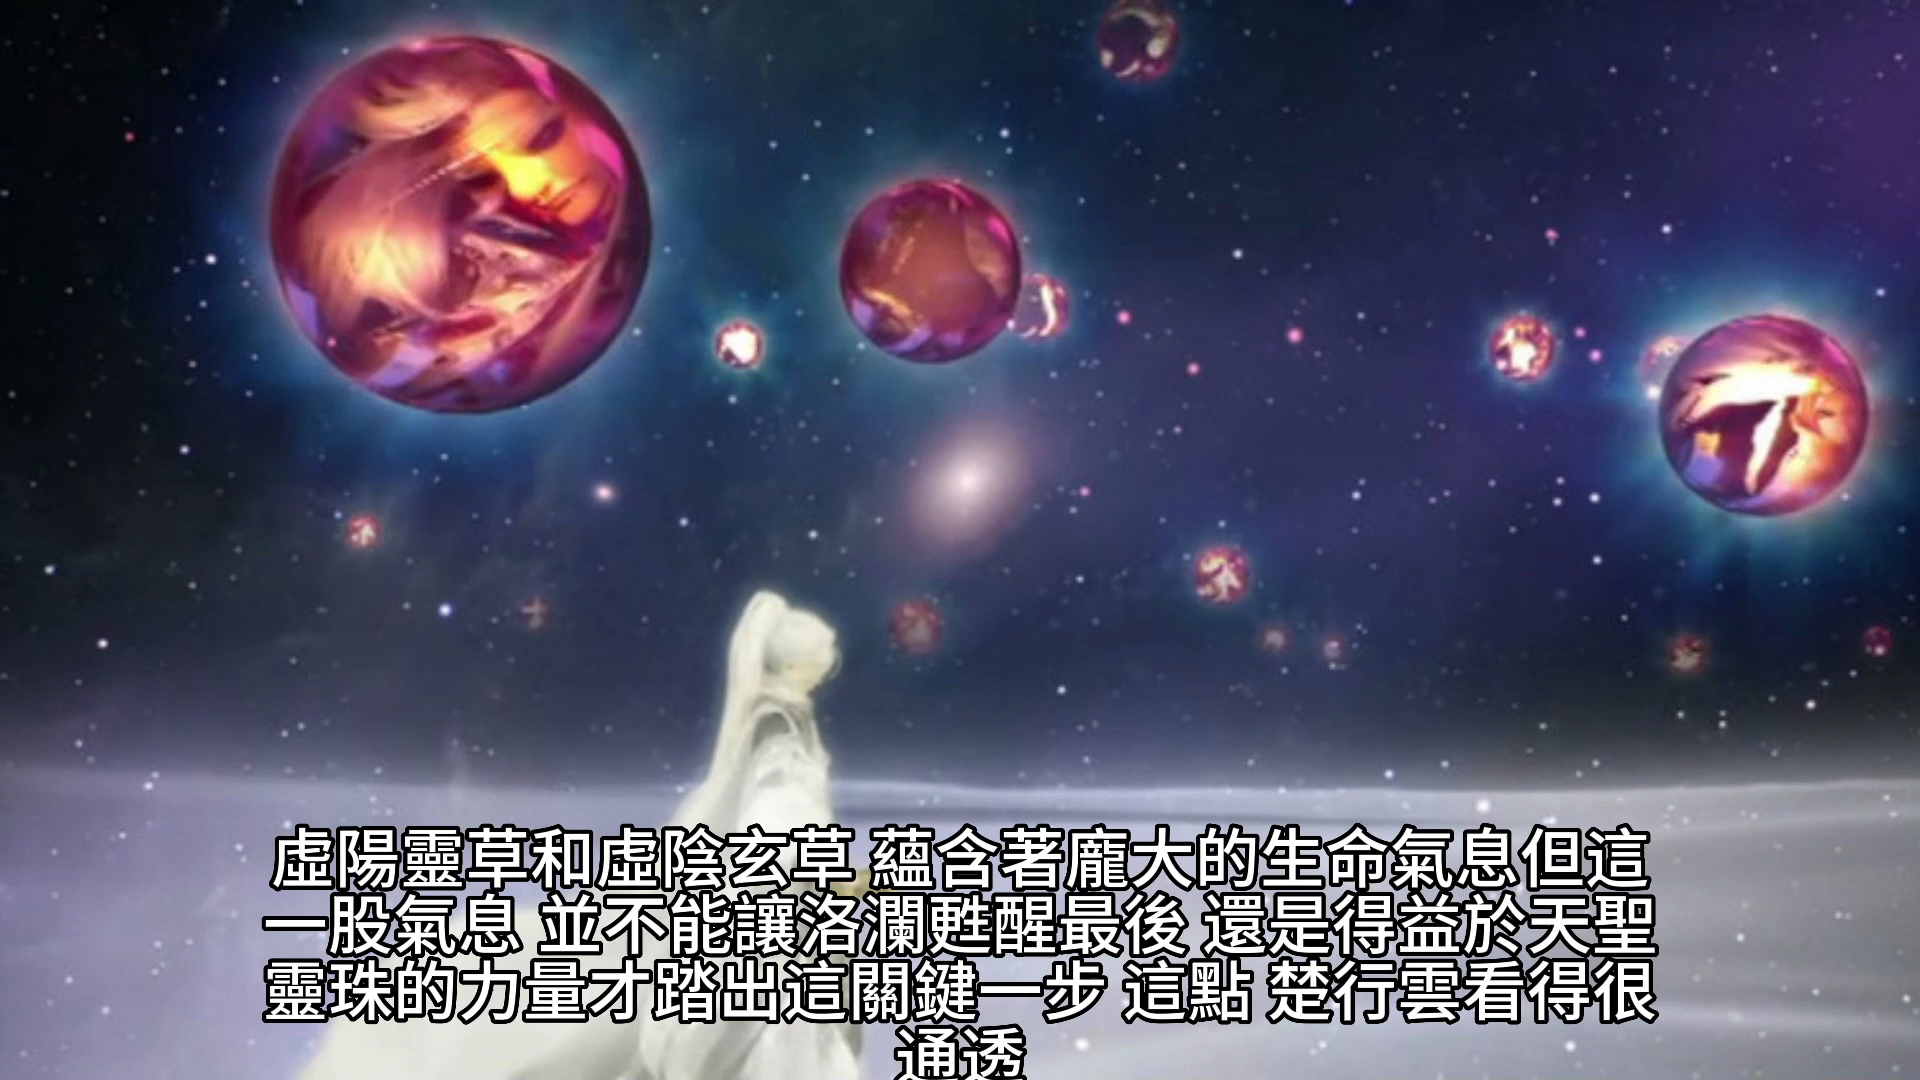 虛陽靈草和虛陰玄草 蘊含著龐大的生命氣息但這
一股氣息 並不能讓洛瀾甦醒最後 還是得益於天聖
靈珠的力量才踏出這關鍵一步 這點 楚行雲看得很
通透